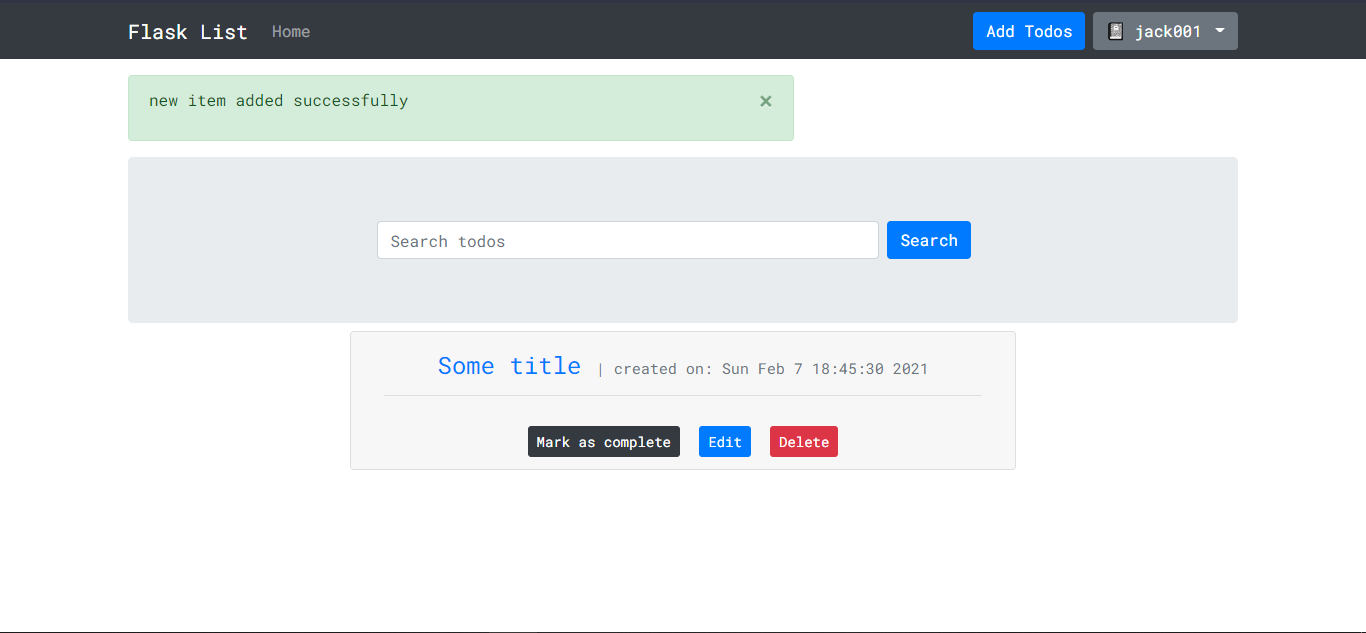 Flask List Home Add Todos jack001
new item added successfully ×
Search todos Search
Some title | created on: Sun Feb 7 18:45:30 2021
Mark as complete Edit Delete